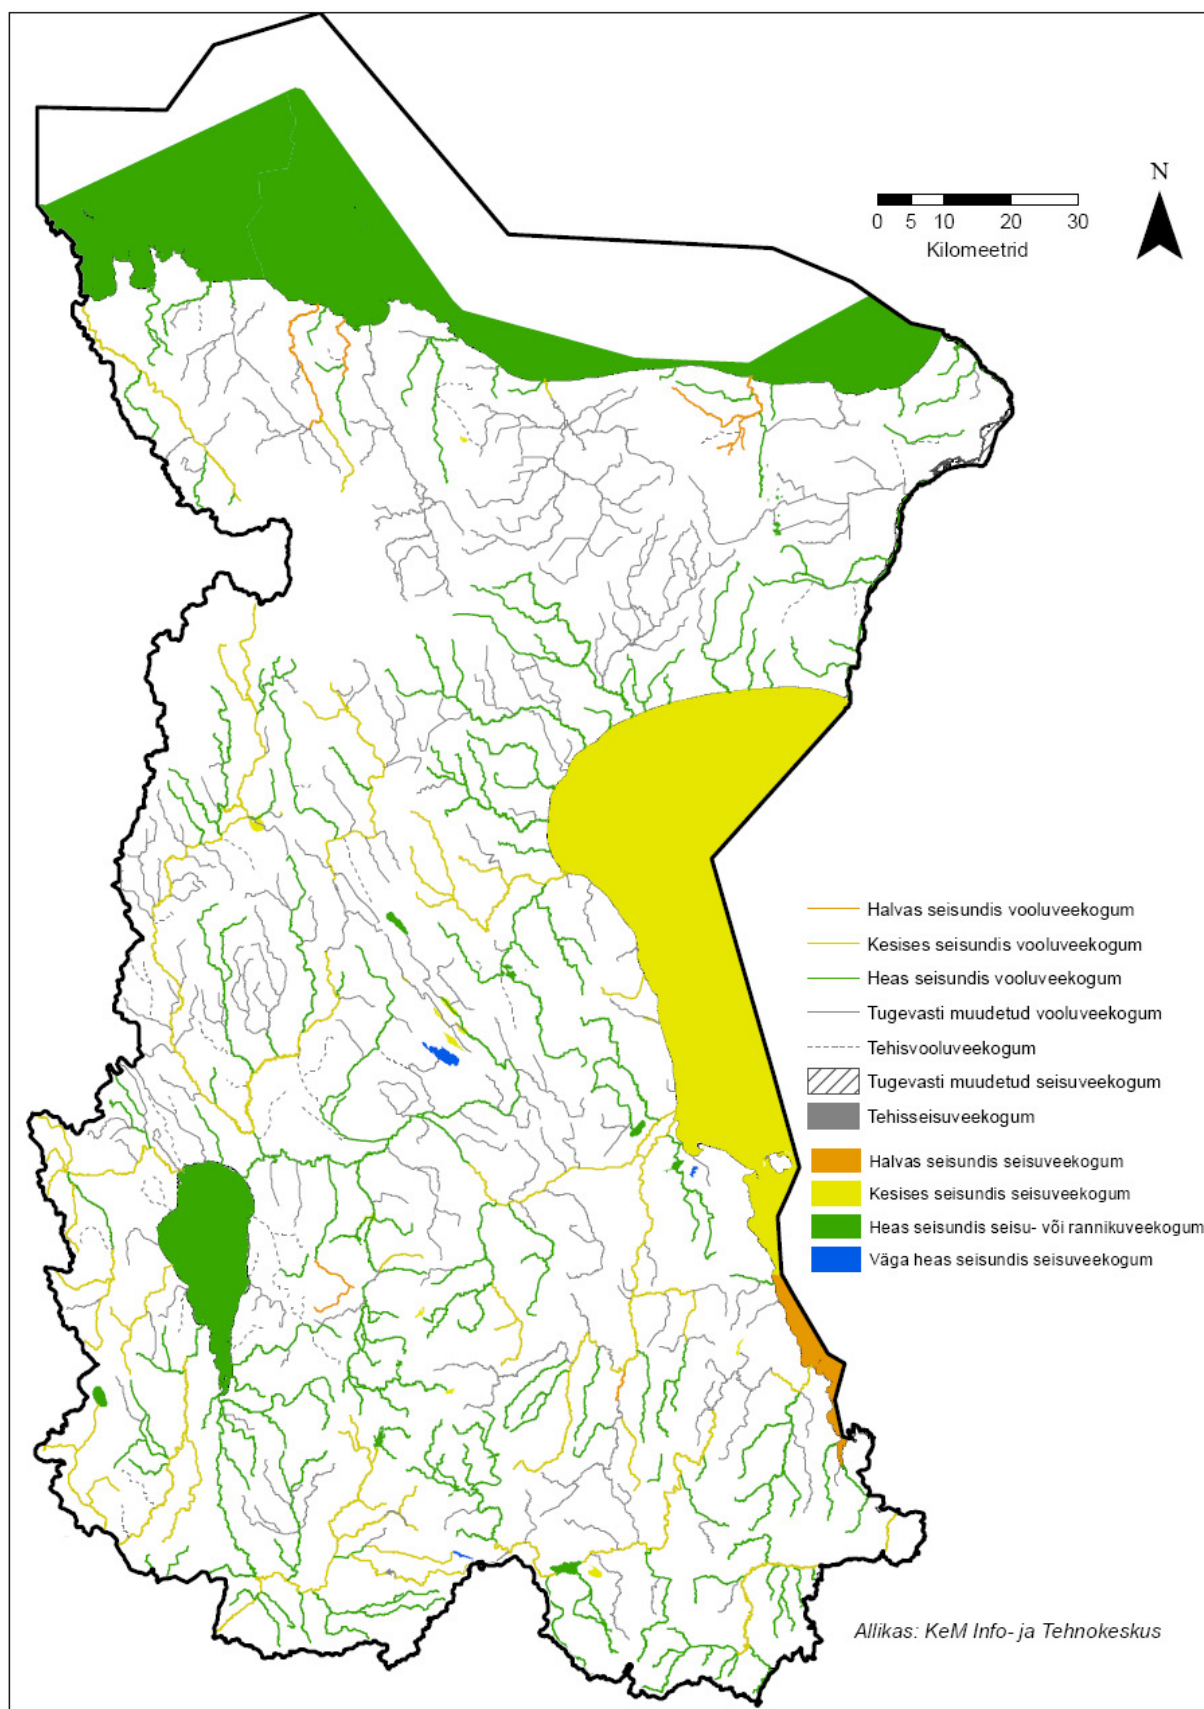 N
0 5 10 20 30
Kilomeetrid
Halvas seisundis vooluveekogum
Kesises seisundis vooluveekogum
Heas seisundis vooluveekogum
Tugevasti muudetud vooluveekogum
Tehisvooluveekogum
Tugevasti muudetud seisuveekogum
Tehisseisuveekogum
Halvas seisundis seisuveekogum
Kesises seisundis seisuveekogum
Heas seisundis seisu- või rannikuveekogum
Väga heas seisundis seisuveekogum
Allikas: KeM Info- ja Tehnokeskus